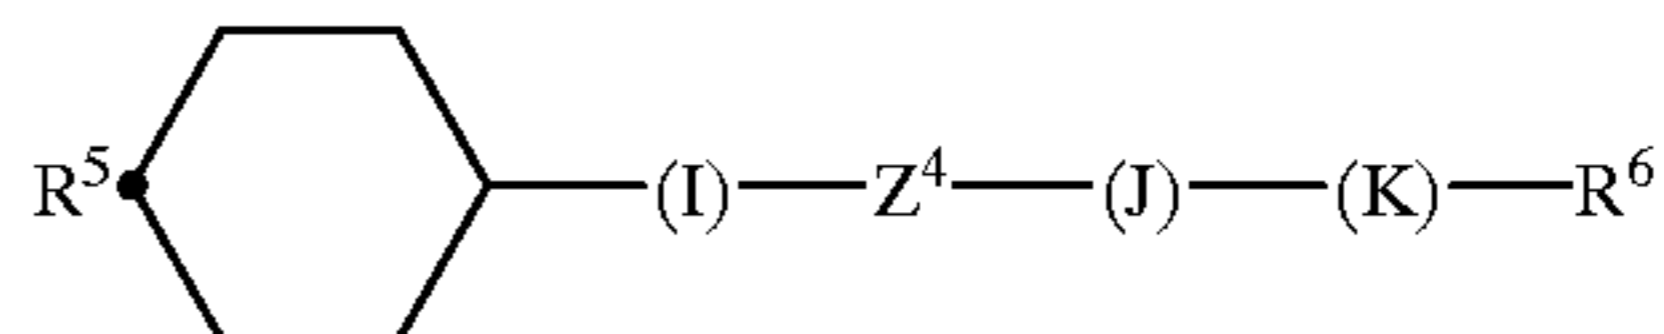 R⁵ (I) Z⁴ (J) (K) R⁶